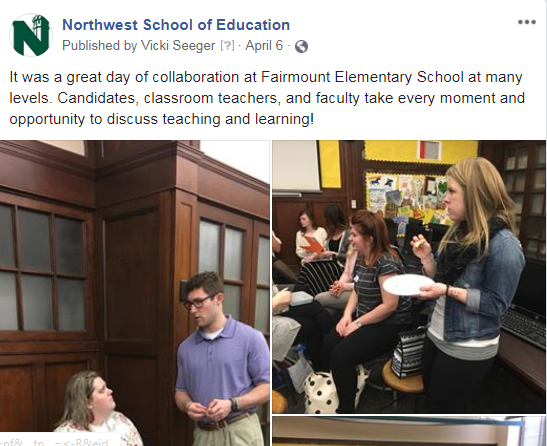 Northwest School of Education
Published by Vicki Seeger [?] · April 6 ·
It was a great day of collaboration at Fairmount Elementary School at many
levels. Candidates, classroom teachers, and faculty take every moment and
opportunity to discuss teaching and learning!
N